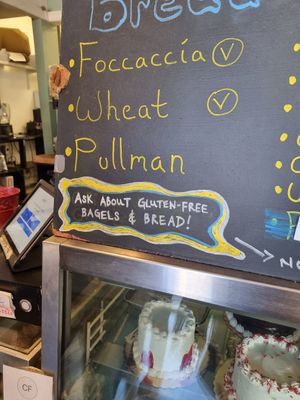 Bread
• Foccaccia ✓
• Wheat ✓
• Pullman
ASK ABOUT GLUTEN-FREE
BAGELS & BREAD!
CF